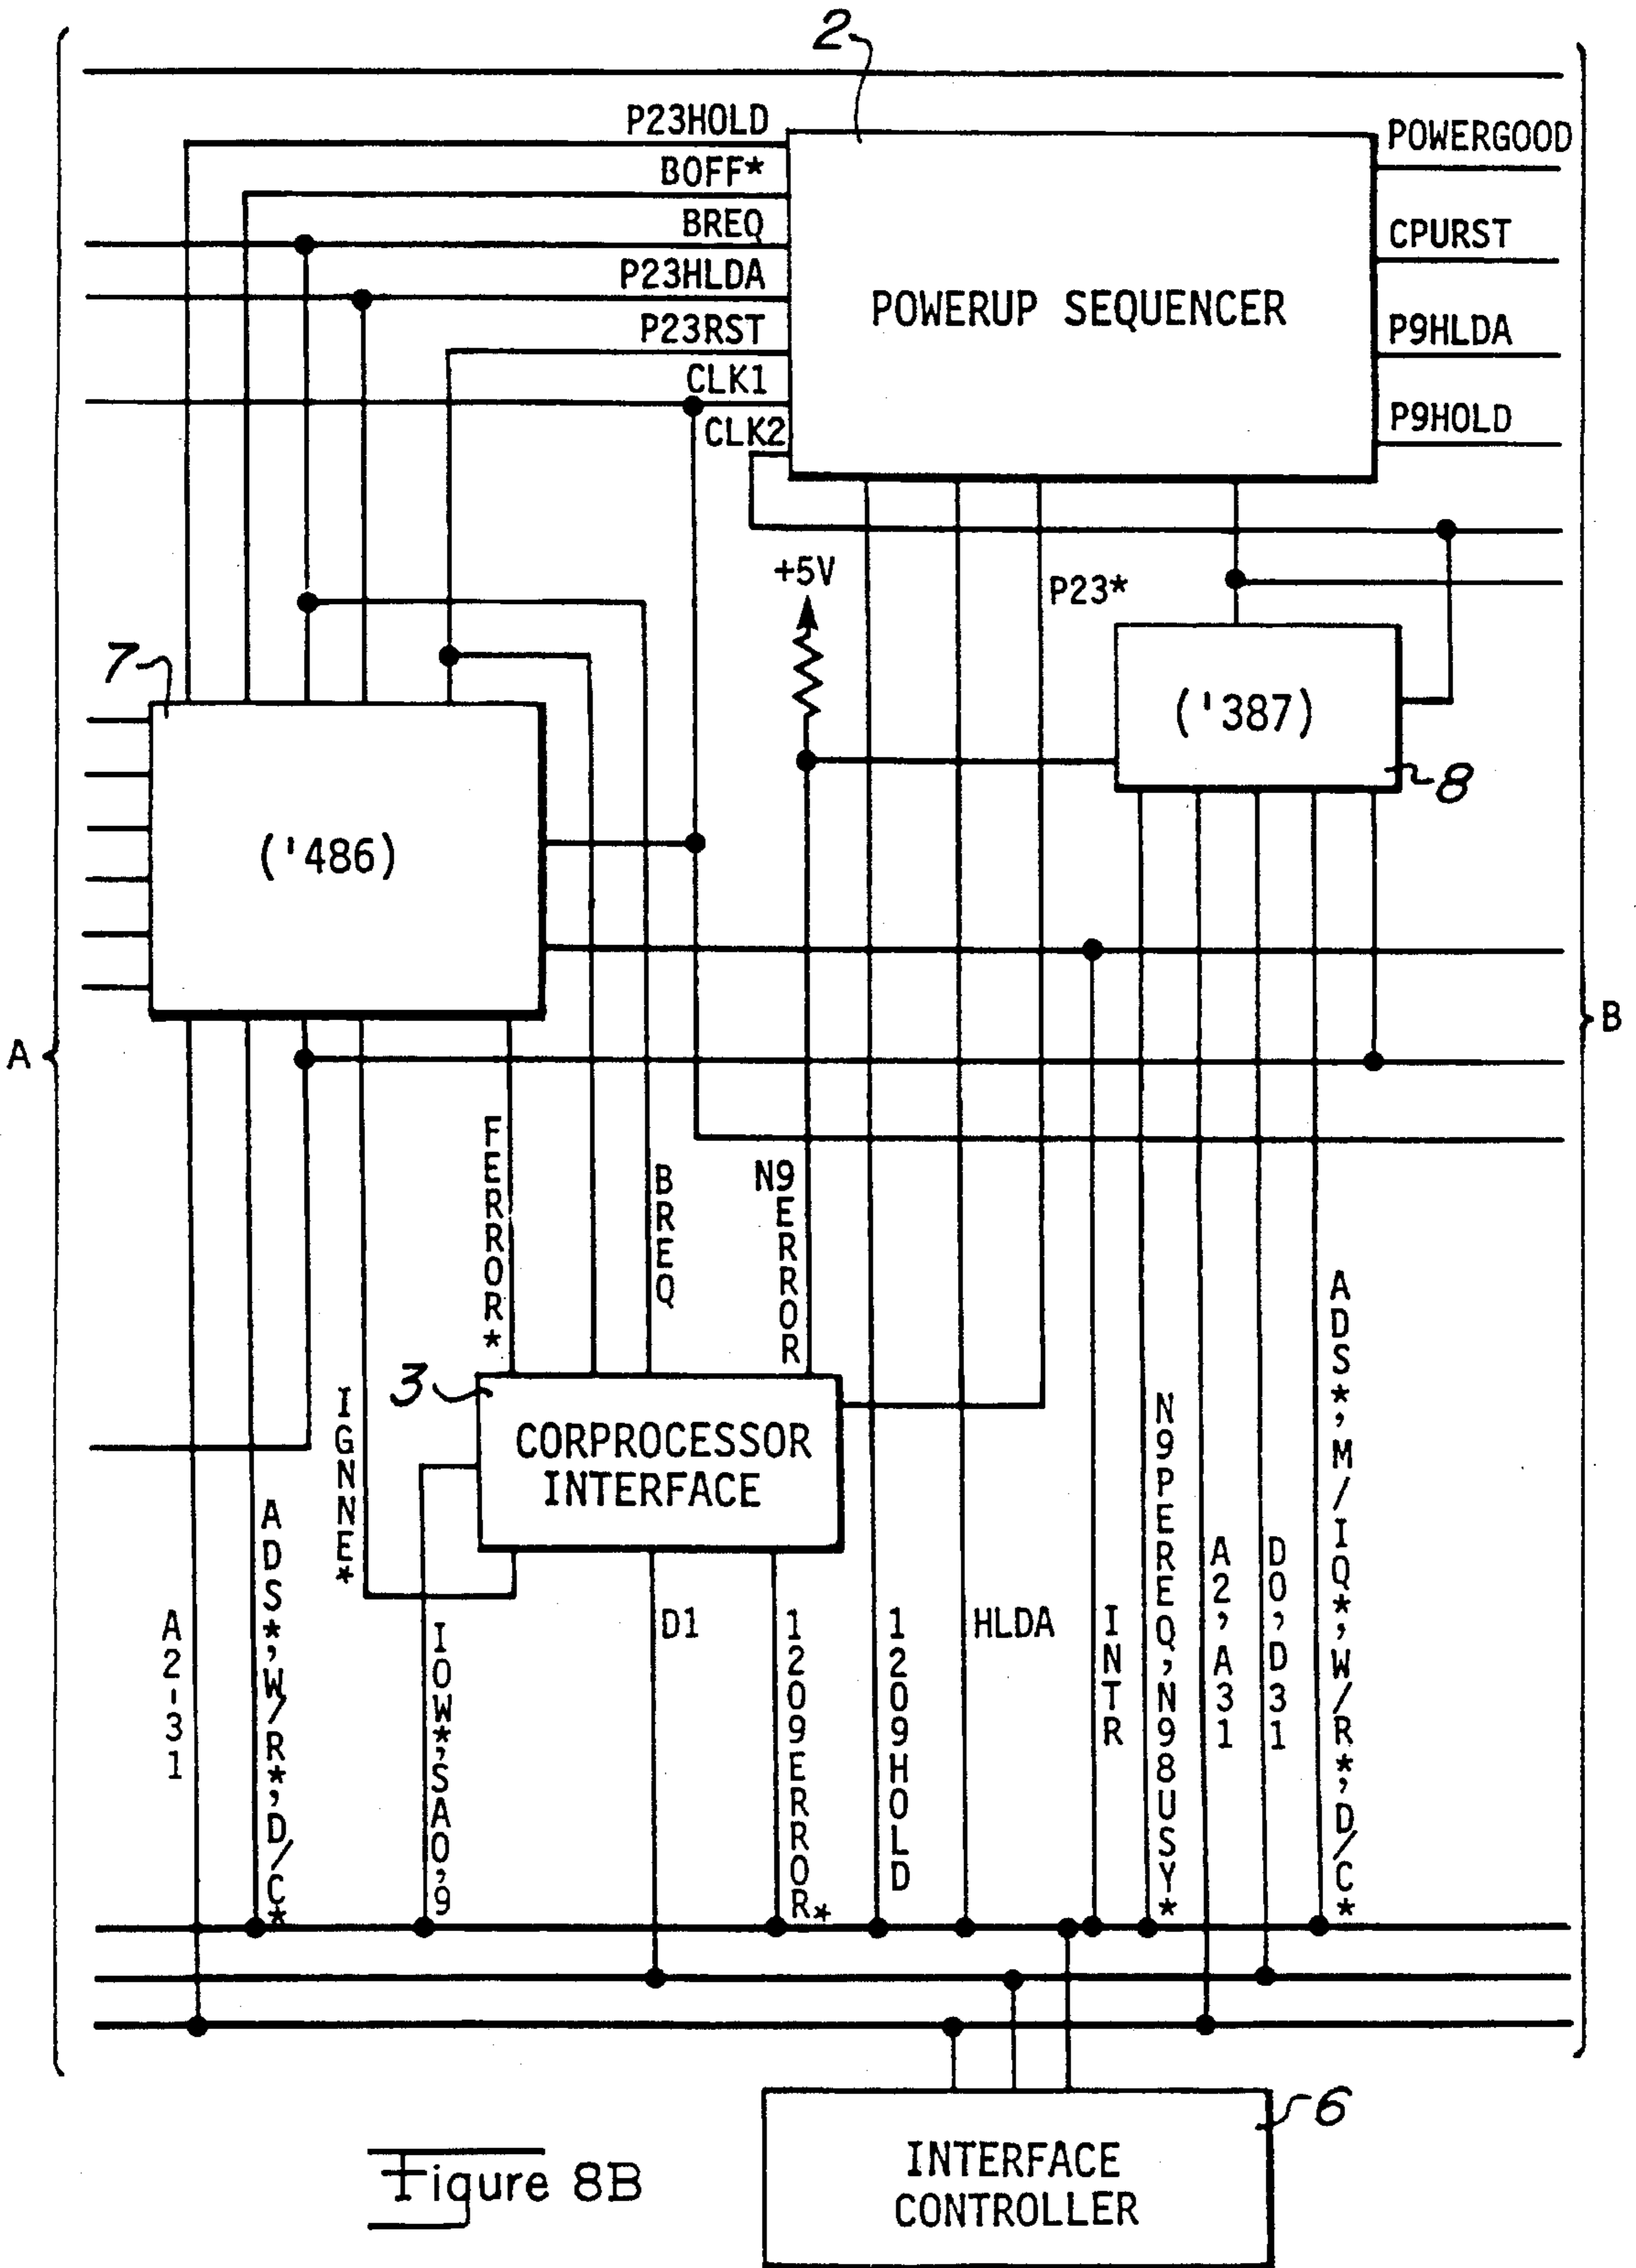 2
P23HOLD
BOFF*
BREQ
P23HLDA
P23RST
CLK1
CLK2
POWERUP SEQUENCER
POWERGOOD
CPURST
P9HLDA
P9HOLD
+5V
P23*
7
('486)
('387)
8
A
B
FERROR*
BREQ
N9ERROR
3
CORPROCESSOR
INTERFACE
IGNNE*
A2-31
ADS*,W/R*,D/C*
IOW*,SA0,9
D1
1209ERROR*
1209HOLD
HLDA
INTR
N9PEREQ,N98USY*
A2,A31
D0,D31
ADS*,M/IQ*,W/R*,D/C*
6
INTERFACE
CONTROLLER
Figure 8B